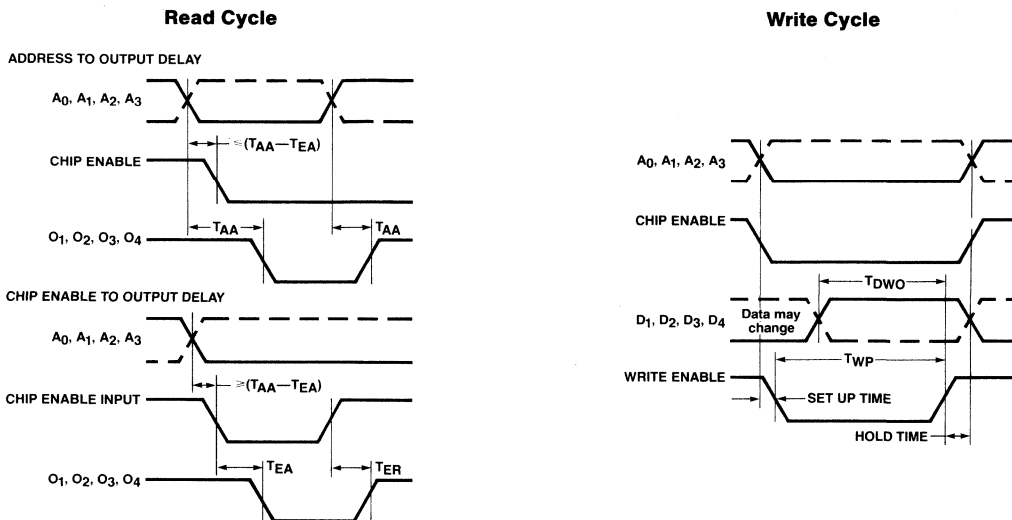 Read Cycle
ADDRESS TO OUTPUT DELAY
A0, A1, A2, A3
≤(TAA—TEA)
CHIP ENABLE
TAA
TAA
O1, O2, O3, O4
CHIP ENABLE TO OUTPUT DELAY
A0, A1, A2, A3
≥(TAA—TEA)
CHIP ENABLE INPUT
TEA
TER
O1, O2, O3, O4
Write Cycle
A0, A1, A2, A3
CHIP ENABLE
TDWO
D1, D2, D3, D4
Data may
change
TWP
WRITE ENABLE
SET UP TIME
HOLD TIME